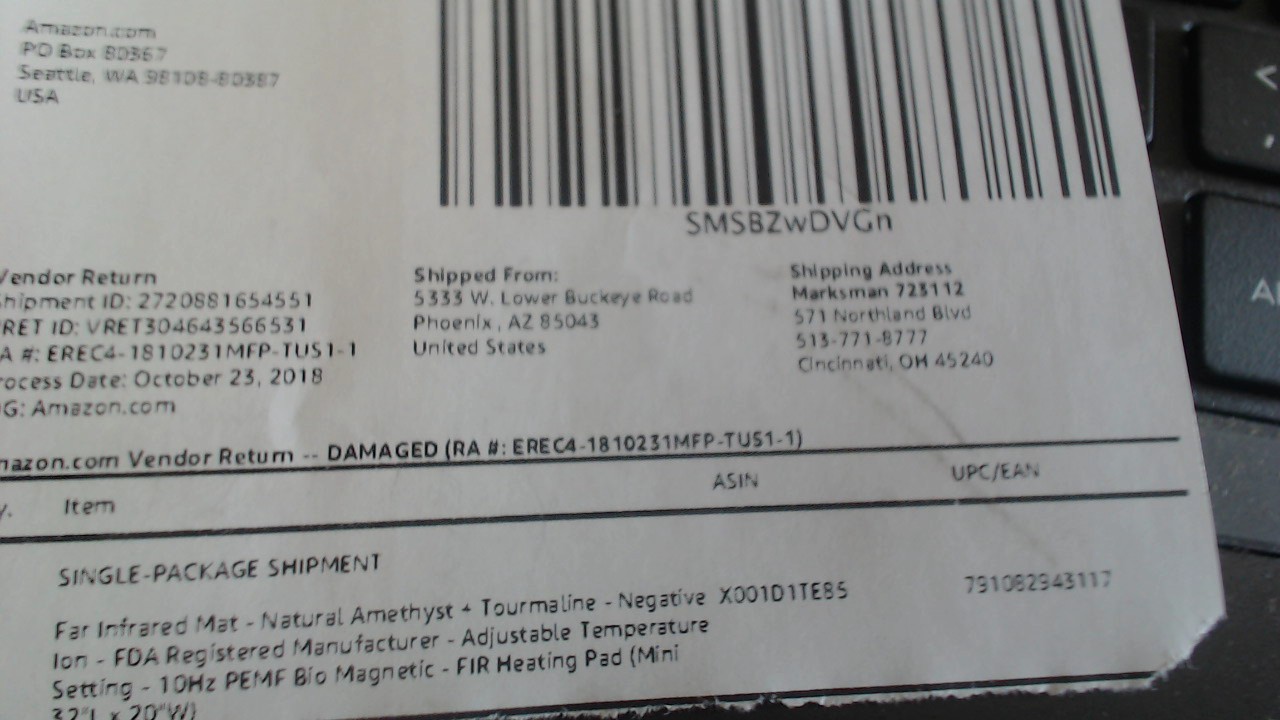 Amazon.com
PO Box 80387
Seattle, WA 98108-80387
USA
SMSBZwDVGn
Vendor Return
Shipment ID: 2720881654551
RET ID: VRET304643566531
A #: EREC4-1810231MFP-TUS1-1
rocess Date: October 23, 2018
G: Amazon.com
Shipped From:
5333 W. Lower Buckeye Road
Phoenix, AZ 85043
United States
Shipping Address
Marksman 723112
571 Northland Blvd
513-771-8777
Cincinnati, OH 45240
mazon.com Vendor Return -- DAMAGED (RA #: EREC4-1810231MFP-TUS1-1)
y. Item ASIN UPC/EAN
SINGLE-PACKAGE SHIPMENT
Far Infrared Mat - Natural Amethyst + Tourmaline - Negative X001D1TE85 791082943117
Ion - FDA Registered Manufacturer - Adjustable Temperature
Setting - 10Hz PEMF Bio Magnetic - FIR Heating Pad (Mini
32"L x 20"W)